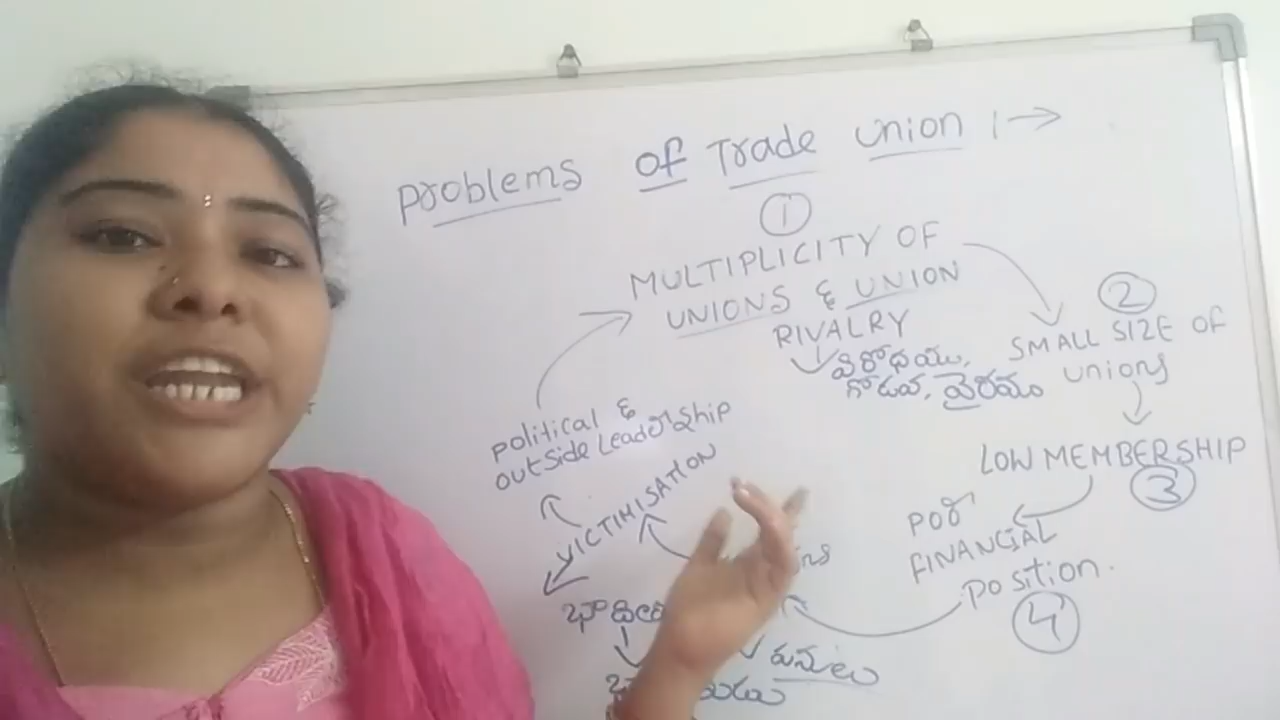 Problems of Trade Union :→
①
MULTIPLICITY OF
UNIONS & UNION
RIVALRY
విరోధము,
గోడవ, వైరము
②
SMALL SIZE OF
unions
LOW MEMBERSHIP
③
POOR
FINANCIAL
Position.
④
VICTIMISATION
political &
outside Leadership